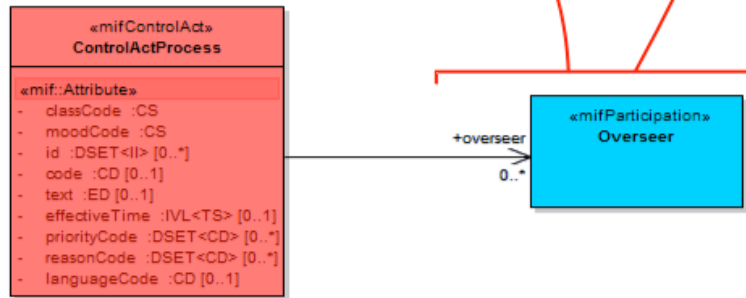 «mifControlAct»
ControlActProcess
«mif::Attribute»
- classCode :CS
- moodCode :CS
- id :DSET<II> [0..*]
- code :CD [0..1]
- text :ED [0..1]
- effectiveTime :IVL<TS> [0..1]
- priorityCode :DSET<CD> [0..*]
- reasonCode :DSET<CD> [0..*]
- languageCode :CD [0..1]
+overseer
0..*
«mifParticipation»
Overseer